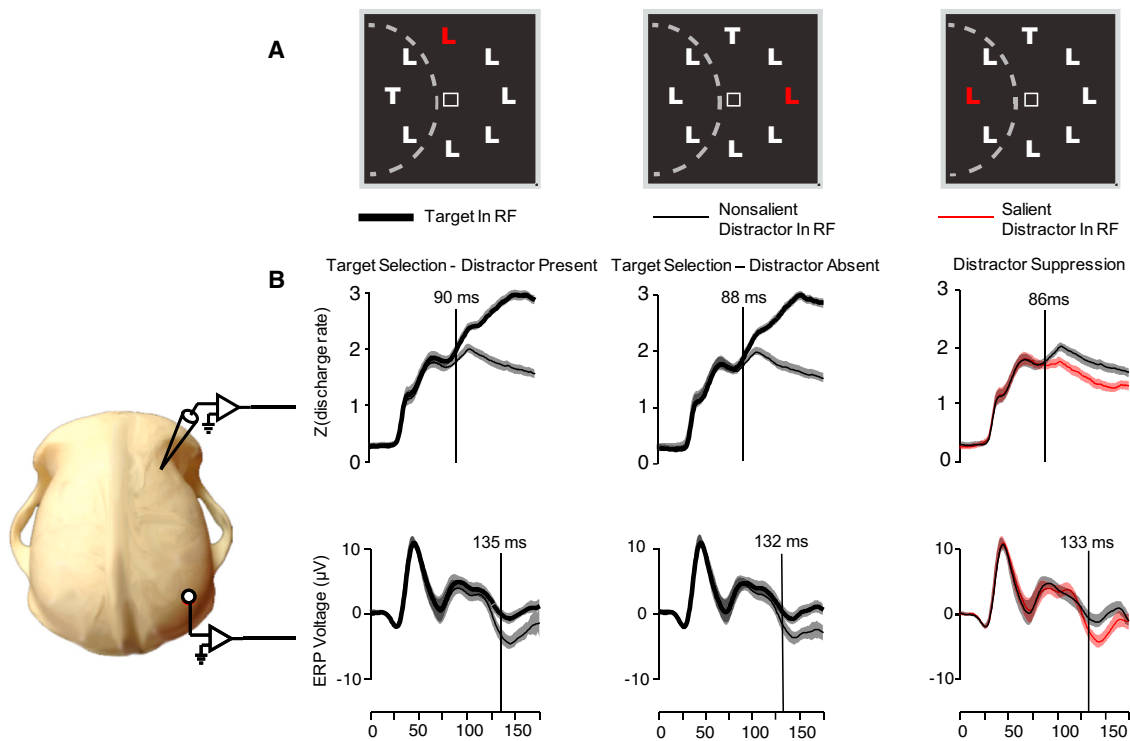 A
L
L L
T L
L L
L
T
L L
L L
L L
L
T
L L
L L
L L
L
Target In RF
Nonsalient
Distractor In RF
Salient
Distractor In RF
B
Target Selection - Distractor Present
Target Selection – Distractor Absent
Distractor Suppression
90 ms
88 ms
86ms
Z(discharge rate)
3
2
1
0
3
2
1
0
3
2
1
0
135 ms
132 ms
133 ms
ERP Voltage (µV)
10
0
-10
10
0
-10
10
0
-10
0 50 100 150
0 50 100 150
0 50 100 150